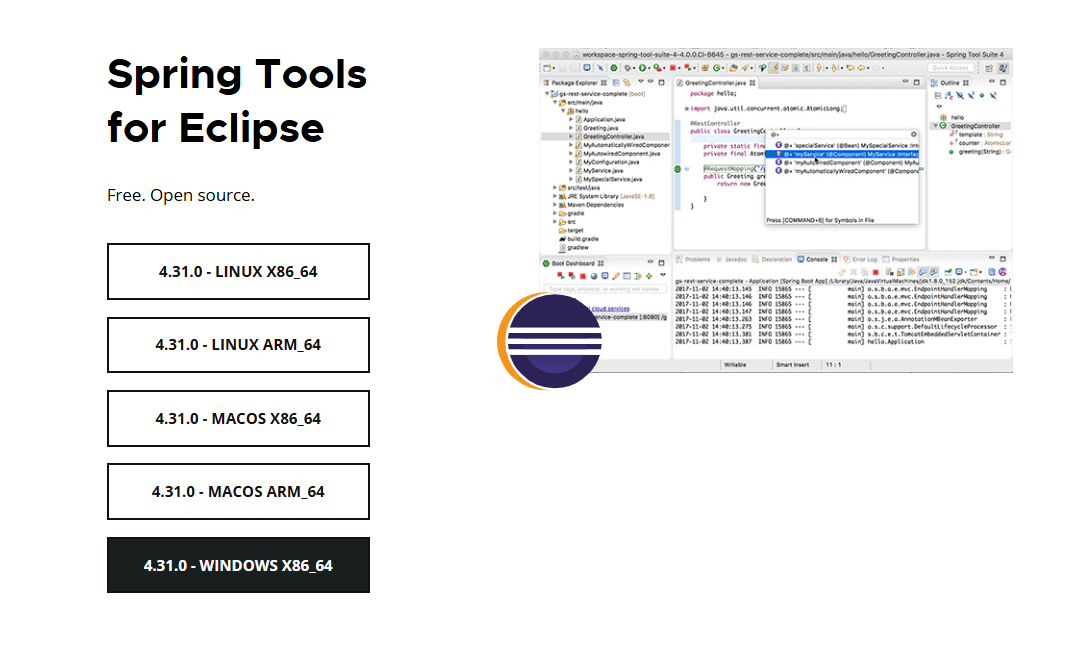 Spring Tools
for Eclipse
Free. Open source.
4.31.0 - LINUX X86_64
4.31.0 - LINUX ARM_64
4.31.0 - MACOS X86_64
4.31.0 - MACOS ARM_64
4.31.0 - WINDOWS X86_64
workspace-spring-tool-suite-4-4.0.0.CI-B645 - gs-rest-service-complete/src/main/java/hello/GreetingController.java - Spring Tool Suite 4
Quick Access
Package Explorer
gs-rest-service-complete [boot]
src/main/java
hello
Application.java
Greeting.java
GreetingController.java
MyAutomaticallyWiredComponen
MyAutowiredComponent.java
MyConfiguration.java
MyService.java
MySpecialService.java
src/test/java
JRE System Library [JavaSE-1.8]
Maven Dependencies
gradle
src
target
build.gradle
gradlew
GreetingController.java
package hello;
import java.util.concurrent.atomic.AtomicLong;
@RestController
public class GreetingCont
private static fin
private final Atom
@RequestMapping("/
public Greeting gr
return new Gre
}
}
@+
@+ 'specialService' (@Bean) MySpecialService
@+ 'myService' (@Component) MyService
@+ 'myAutowiredComponent' (@Component) MyAu
@+ 'myAutomaticallyWiredComponent' (@Compone
Press [COMMAND+6] for Symbols in File
Outline
hello
GreetingController
template : String
counter : AtomicLor
greeting(String) : G
Boot Dashboard
Type tags, projects, or working set names
cloud services
service-complete [:8080] /g
Problems Javadoc Declaration Console Error Log Properties
gs-rest-service-complete - Application [Spring Boot App] /Library/Java/JavaVirtualMachines/jdk1.8.0_152.jdk/Contents/Home/
2017-11-02 14:40:13.145 INFO 15865 --- [ main] o.s.b.a.e.mvc.EndpointHandlerMapping :
2017-11-02 14:40:13.146 INFO 15865 --- [ main] o.s.b.a.e.mvc.EndpointHandlerMapping :
2017-11-02 14:40:13.146 INFO 15865 --- [ main] o.s.b.a.e.mvc.EndpointHandlerMapping :
2017-11-02 14:40:13.147 INFO 15865 --- [ main] o.s.b.a.e.mvc.EndpointHandlerMapping :
2017-11-02 14:40:13.263 INFO 15865 --- [ main] o.s.j.e.a.AnnotationMBeanExporter :
2017-11-02 14:40:13.275 INFO 15865 --- [ main] o.s.c.support.DefaultLifecycleProcessor :
2017-11-02 14:40:13.381 INFO 15865 --- [ main] s.b.c.e.t.TomcatEmbeddedServletContainer :
2017-11-02 14:40:13.387 INFO 15865 --- [ main] hello.Application :
Writable Smart Insert 11 : 1